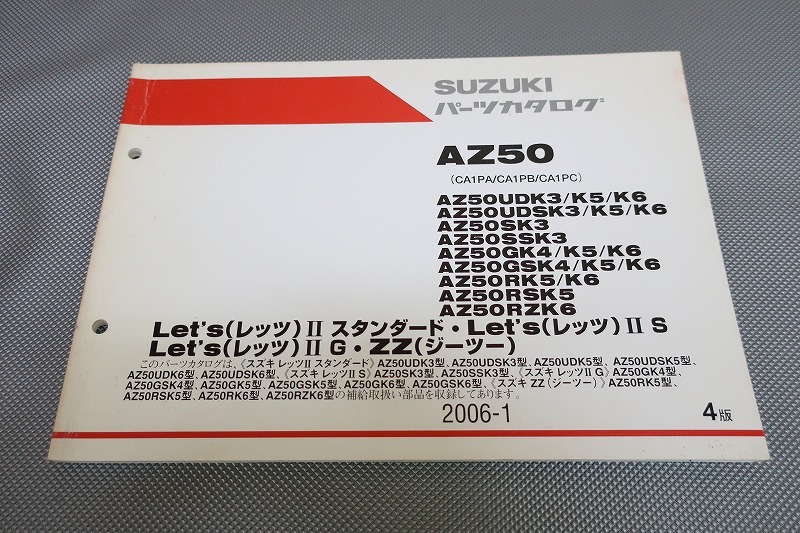 SUZUKI
パーツカタログ
AZ50
(CA1PA/CA1PB/CA1PC)
AZ50UDK3/K5/K6
AZ50UDSK3/K5/K6
AZ50SK3
AZ50SSK3
AZ50GK4/K5/K6
AZ50GSK4/K5/K6
AZ50RK5/K6
AZ50RSK5
AZ50RZK6
Let's(レッツ)II スタンダード・Let's(レッツ)II S
Let's(レッツ)II G・ZZ(ジーツー)
このパーツカタログは、《スズキ レッツII スタンダード》AZ50UDK3型、AZ50UDSK3型、AZ50UDK5型、AZ50UDSK5型、
AZ50UDK6型、AZ50UDSK6型、《スズキ レッツII S》AZ50SK3型、AZ50SSK3型、《スズキ レッツII G》AZ50GK4型、
AZ50GSK4型、AZ50GK5型、AZ50GSK5型、AZ50GK6型、AZ50GSK6型、《スズキ ZZ(ジーツー)》AZ50RK5型、
AZ50RSK5型、AZ50RK6型、AZ50RZK6型の補給取扱い部品を収録してあります。
2006-1
4版